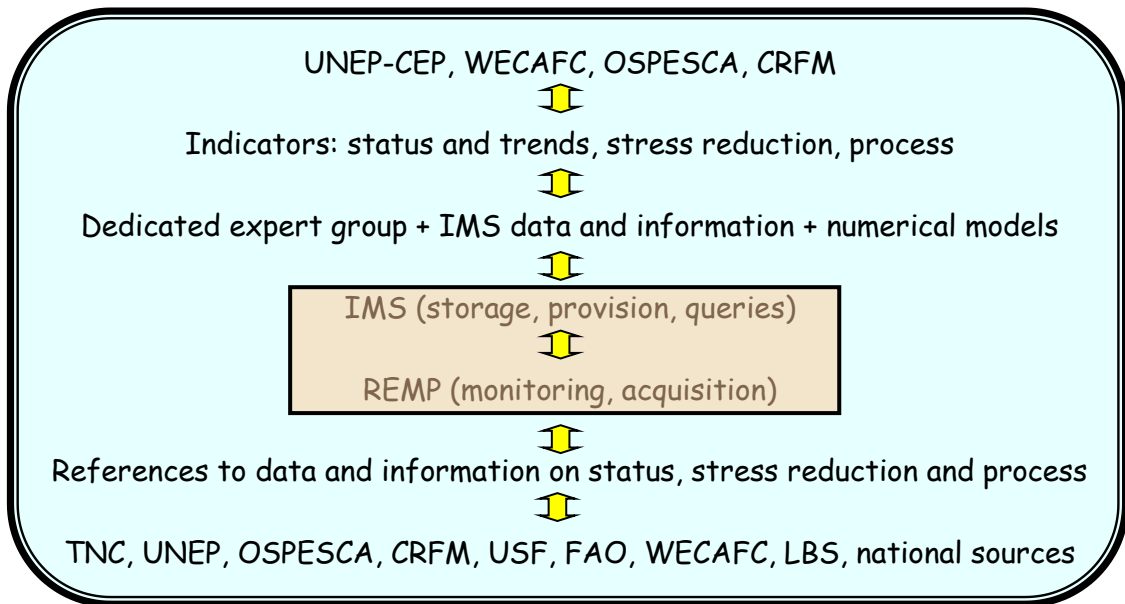 UNEP-CEP, WECAFC, OSPESCA, CRFM
Indicators: status and trends, stress reduction, process
Dedicated expert group + IMS data and information + numerical models
IMS (storage, provision, queries)
REMP (monitoring, acquisition)
References to data and information on status, stress reduction and process
TNC, UNEP, OSPESCA, CRFM, USF, FAO, WECAFC, LBS, national sources